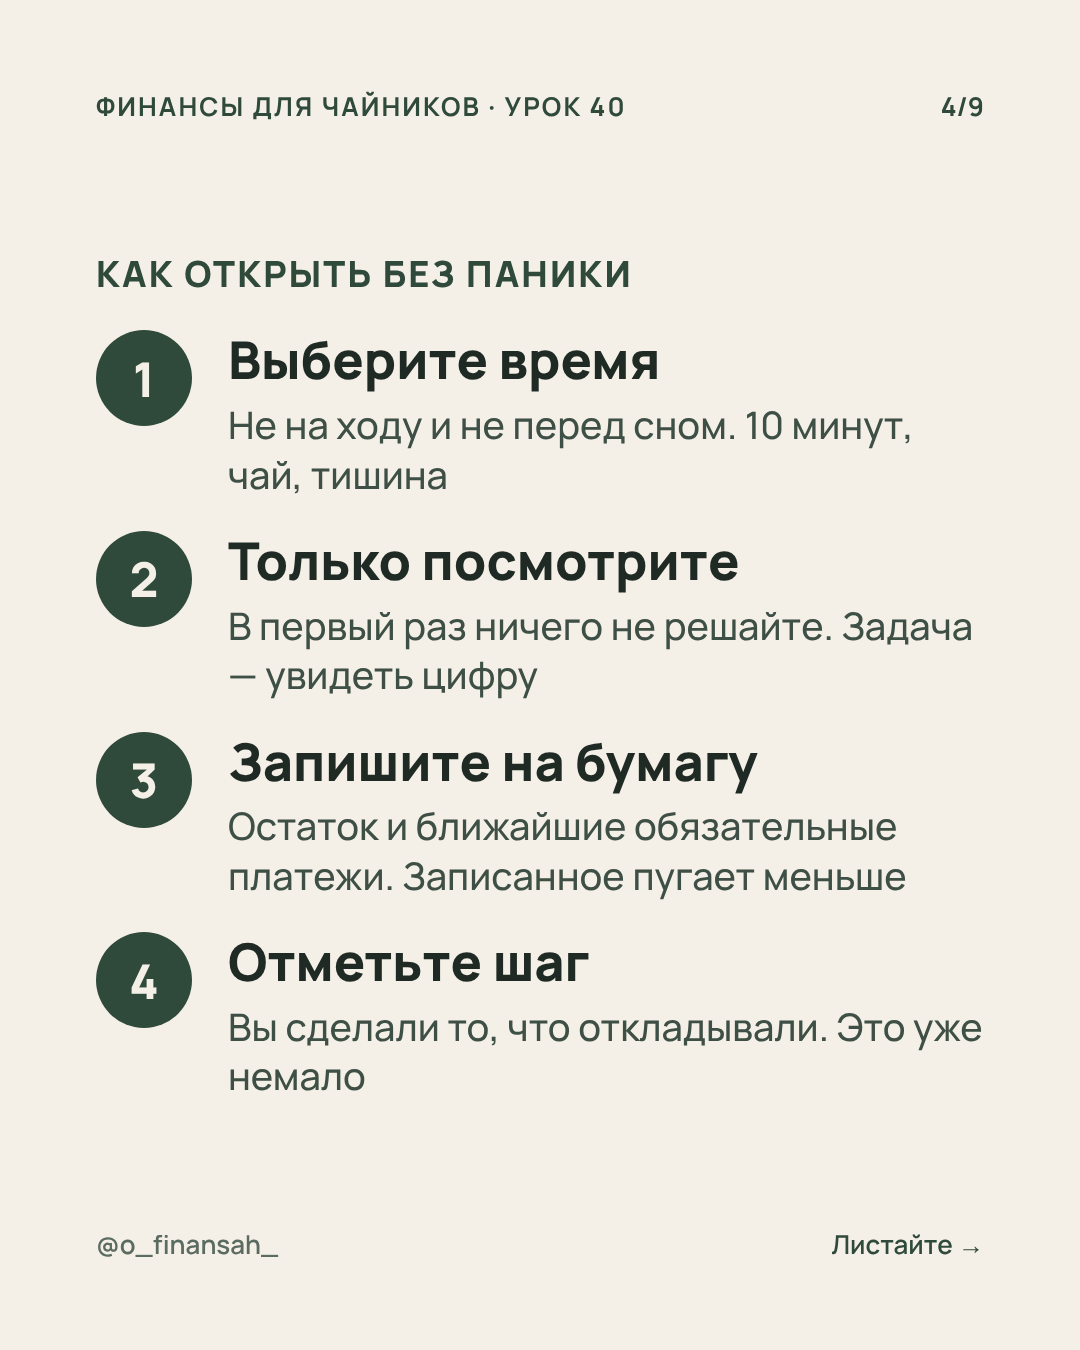 ФИНАНСЫ ДЛЯ ЧАЙНИКОВ · УРОК 40
4/9
КАК ОТКРЫТЬ БЕЗ ПАНИКИ
1
Выберите время
Не на ходу и не перед сном. 10 минут,
чай, тишина
2
Только посмотрите
В первый раз ничего не решайте. Задача
— увидеть цифру
3
Запишите на бумагу
Остаток и ближайшие обязательные
платежи. Записанное пугает меньше
4
Отметьте шаг
Вы сделали то, что откладывали. Это уже
немало
@o_finansah_
Листайте →